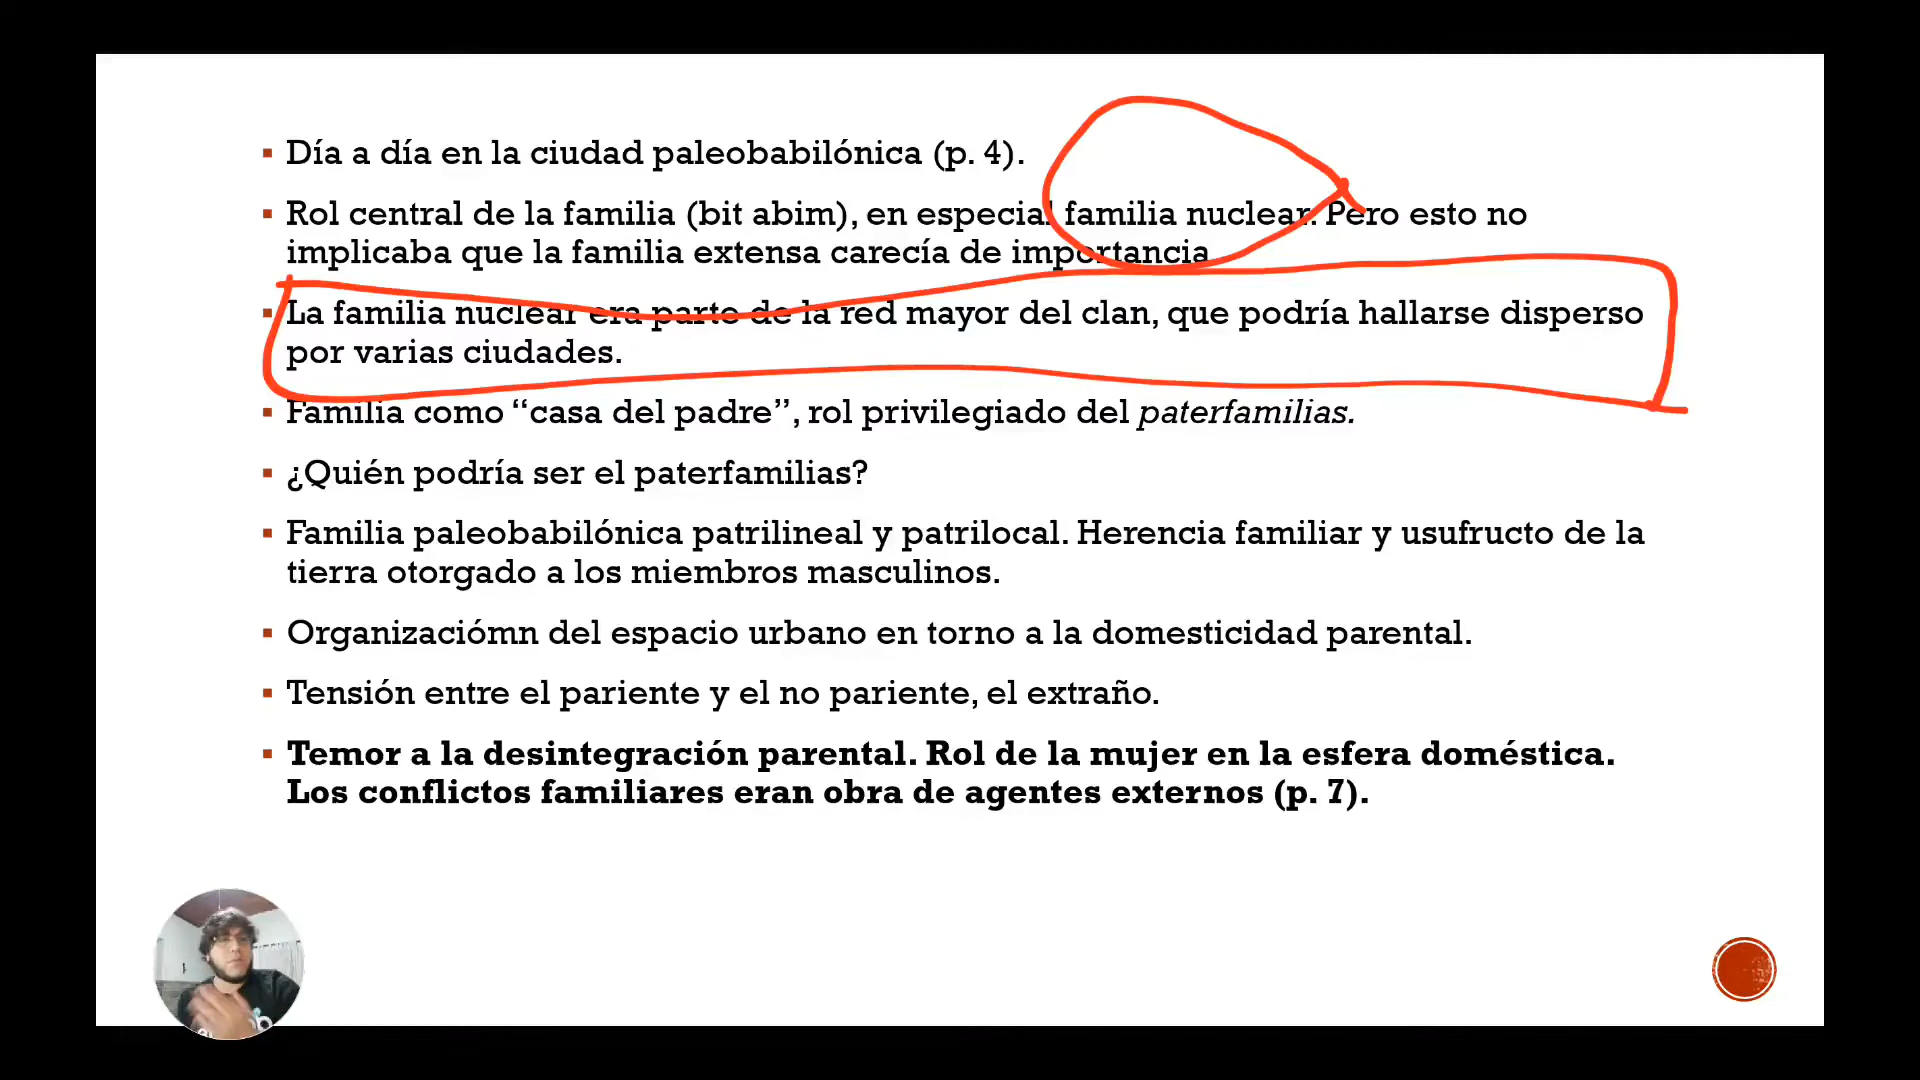 Día a día en la ciudad paleobabilónica (p. 4).
Rol central de la familia (bit abim), en especial familia nuclear. Pero esto no
implicaba que la familia extensa carecía de importancia.
La familia nuclear era parte de la red mayor del clan, que podría hallarse disperso
por varias ciudades.
Familia como “casa del padre”, rol privilegiado del paterfamilias.
¿Quién podría ser el paterfamilias?
Familia paleobabilónica patrilineal y patrilocal. Herencia familiar y usufructo de la
tierra otorgado a los miembros masculinos.
Organizaciómn del espacio urbano en torno a la domesticidad parental.
Tensión entre el pariente y el no pariente, el extraño.
Temor a la desintegración parental. Rol de la mujer en la esfera doméstica.
Los conflictos familiares eran obra de agentes externos (p. 7).